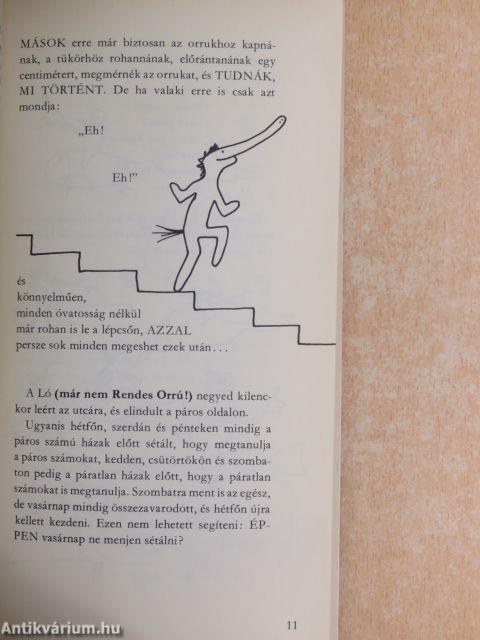 MÁSOK erre már biztosan az orrukhoz kapná-
nak, a tükörhöz rohannának, előrántanának egy
centimétert, megmérnék az orrukat, és TUDNÁK,
MI TÖRTÉNT. De ha valaki erre is csak azt
mondja:
„Eh!
Eh!”
és
könnyelműen,
minden óvatosság nélkül
már rohan is le a lépcsőn, AZZAL
persze sok minden megeshet ezek után...
A Ló (már nem Rendes Orrú!) negyed kilenc-
kor leért az utcára, és elindult a páros oldalon.
Ugyanis hétfőn, szerdán és pénteken mindig a
páros számú házak előtt sétált, hogy megtanulja
a páros számokat, kedden, csütörtökön és szomba-
ton pedig a páratlan házak előtt, hogy a páratlan
számokat is megtanulja. Szombatra ment is az egész,
de vasárnap mindig összezavarodott, és hétfőn újra
kellett kezdeni. Ezen nem lehetett segíteni: ÉP-
PEN vasárnap ne menjen sétálni?
11
Antikvárium.hu